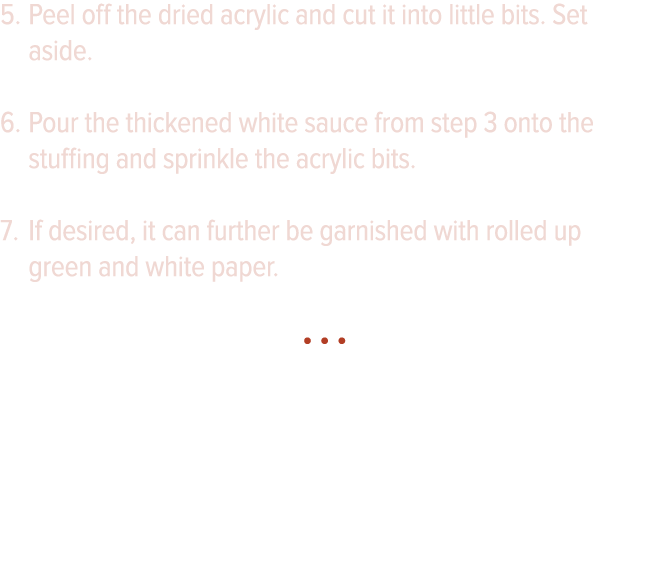 5. Peel off the dried acrylic and cut it into little bits. Set
aside.
6. Pour the thickened white sauce from step 3 onto the
stuffing and sprinkle the acrylic bits.
7. If desired, it can further be garnished with rolled up
green and white paper.
• • •